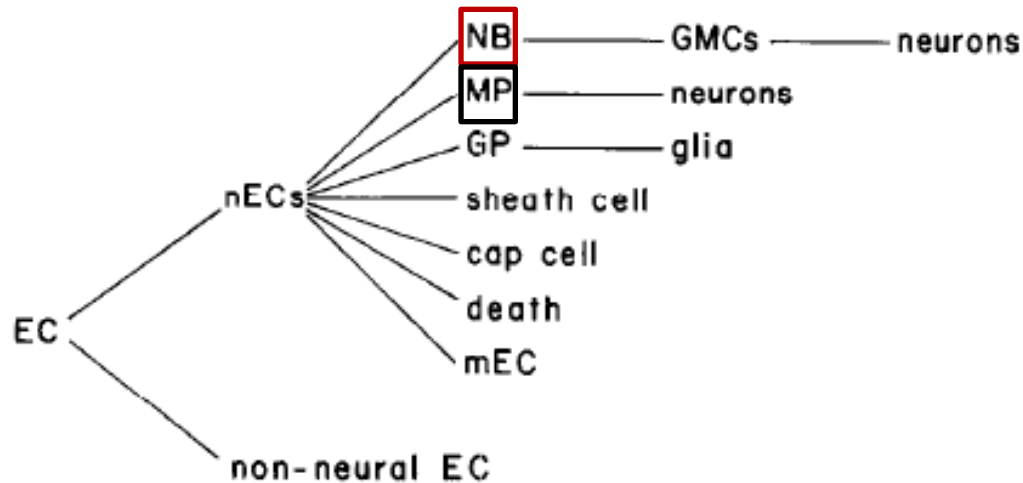 NB GMCs neurons
MP neurons
GP glia
nECs sheath cell
cap cell
death
EC
mEC
non-neural EC